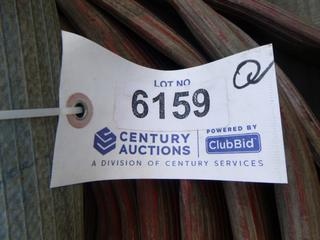 LOT NO
6159
CENTURY AUCTIONS
POWERED BY
ClubBid
A DIVISION OF CENTURY SERVICES